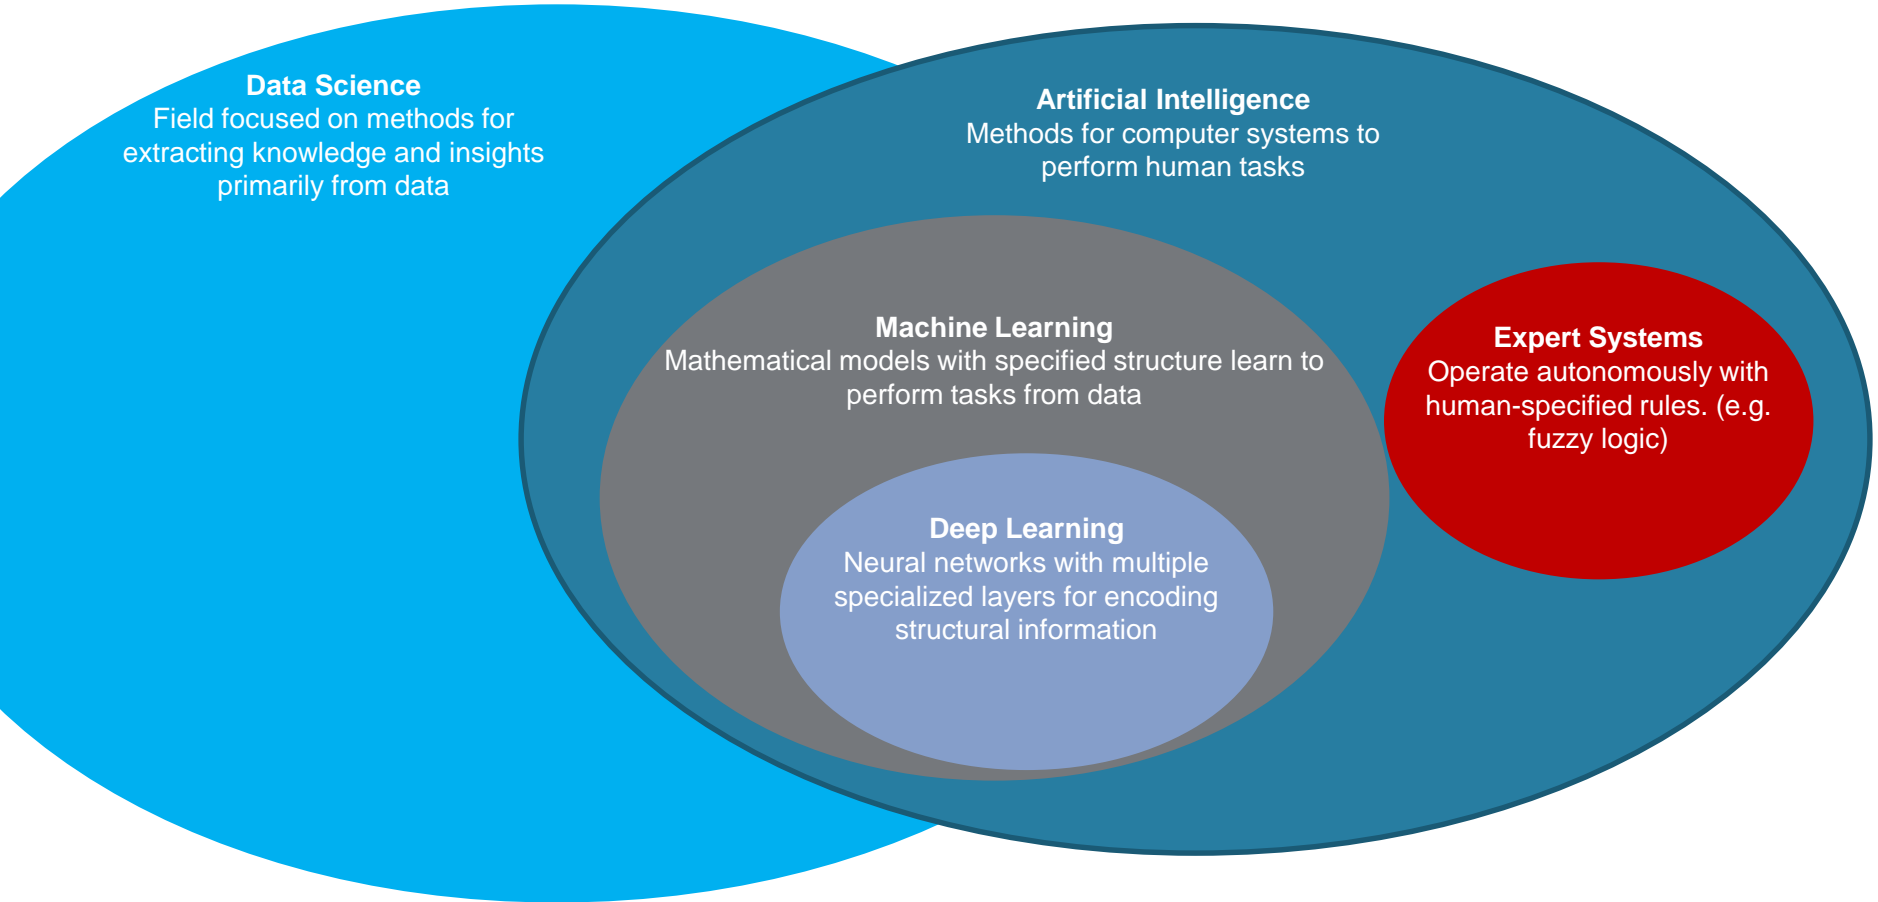 Data Science
Field focused on methods for
extracting knowledge and insights
primarily from data
Artificial Intelligence
Methods for computer systems to
perform human tasks
Machine Learning
Mathematical models with specified structure learn to
perform tasks from data
Expert Systems
Operate autonomously with
human-specified rules. (e.g.
fuzzy logic)
Deep Learning
Neural networks with multiple
specialized layers for encoding
structural information